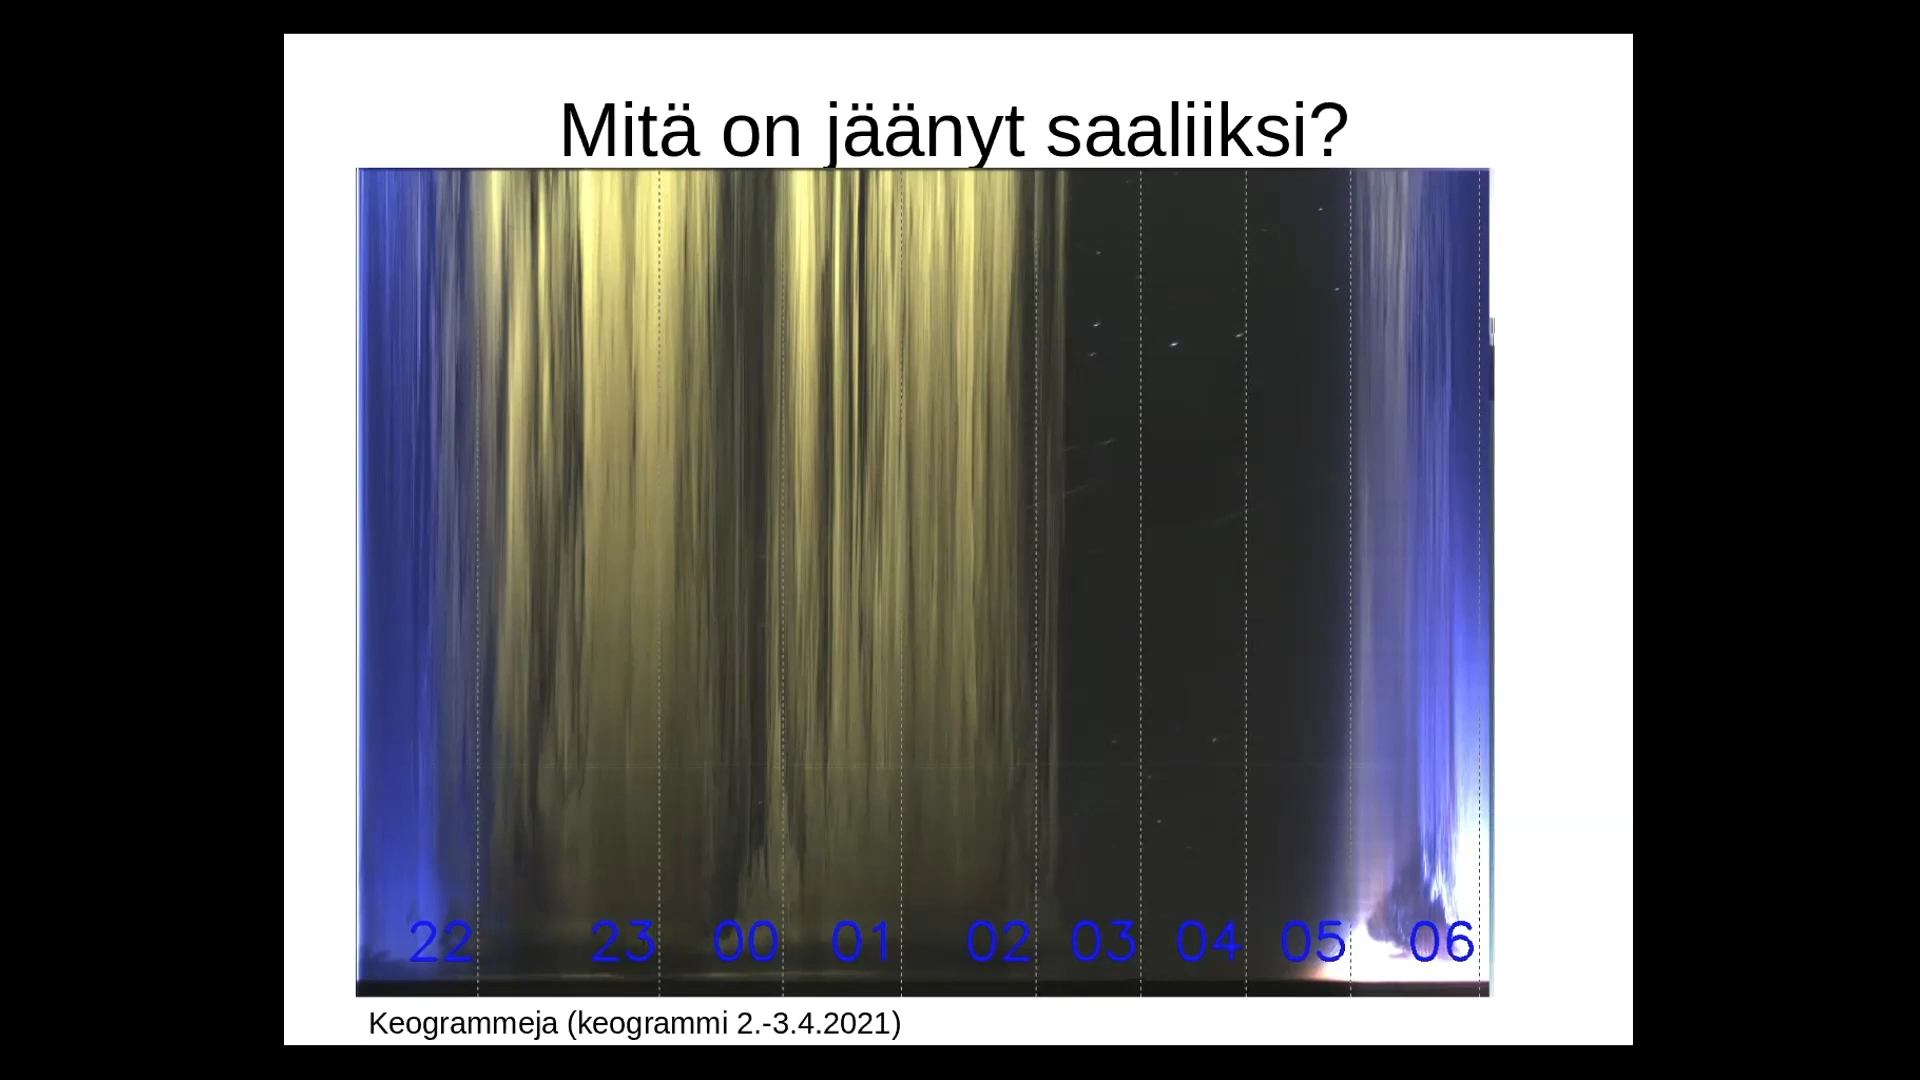 Mitä on jäänyt saaliiksi?
22 23 00 01 02 03 04 05 06
Keogrammeja (keogrammi 2.-3.4.2021)